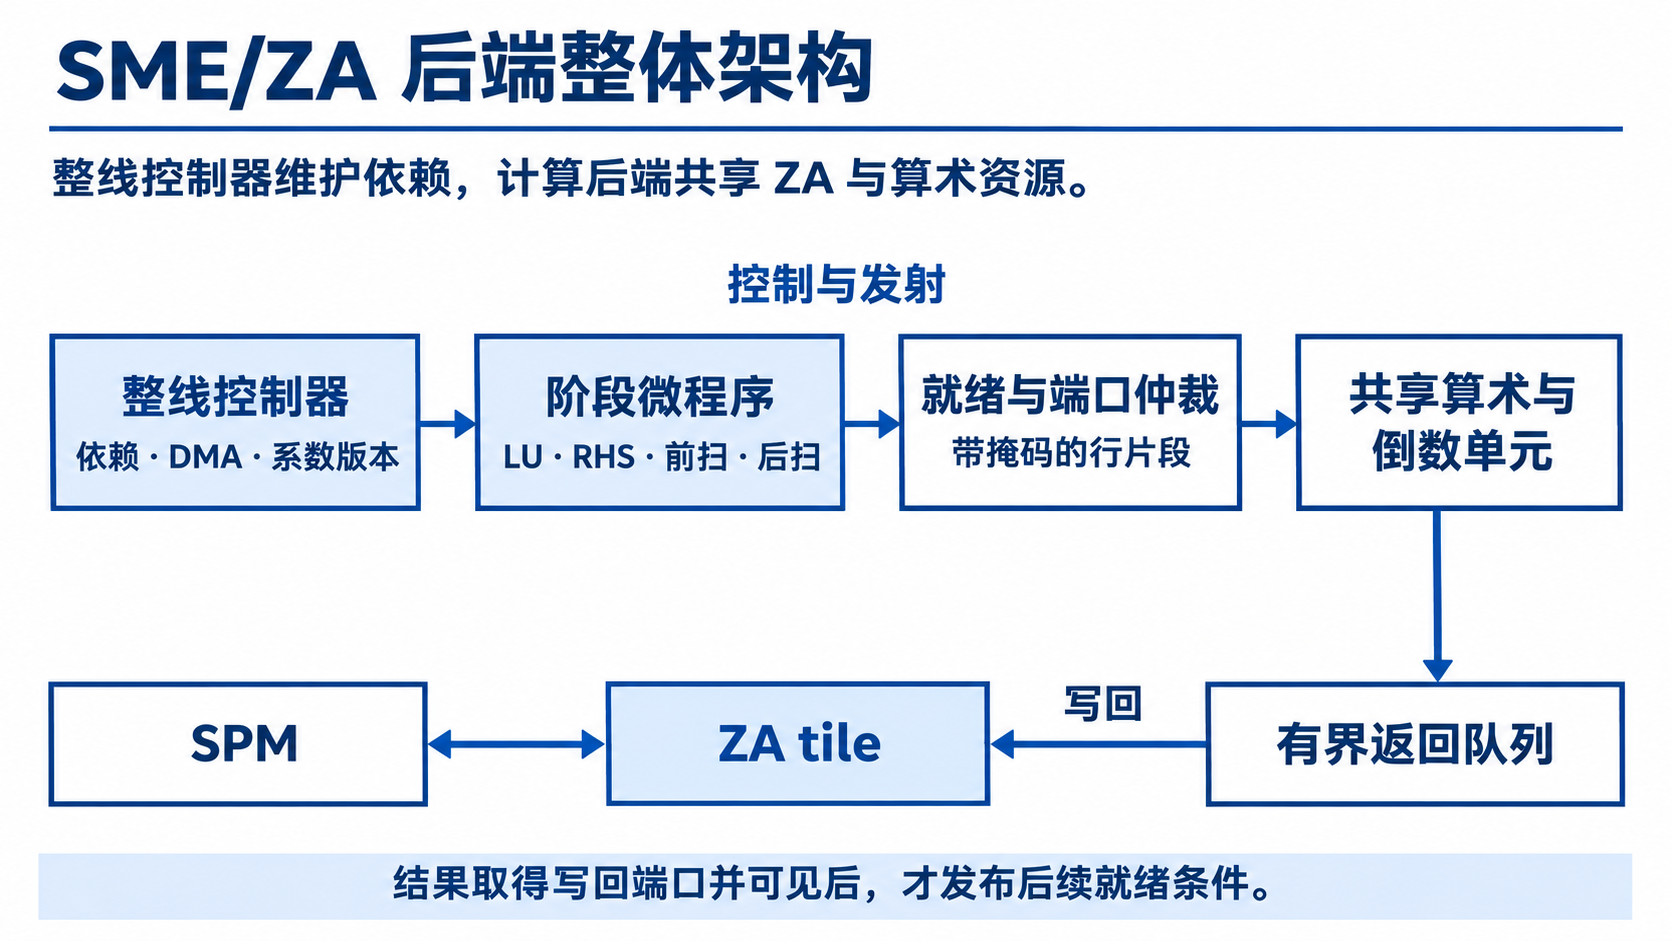 SME/ZA 后端整体架构
整线控制器维护依赖，计算后端共享 ZA 与算术资源。
控制与发射
整线控制器
依赖 · DMA · 系数版本
阶段微程序
LU · RHS · 前扫 · 后扫
就绪与端口仲裁
带掩码的行片段
共享算术与
倒数单元
SPM
ZA tile
写回
有界返回队列
结果取得写回端口并可见后，才发布后续就绪条件。